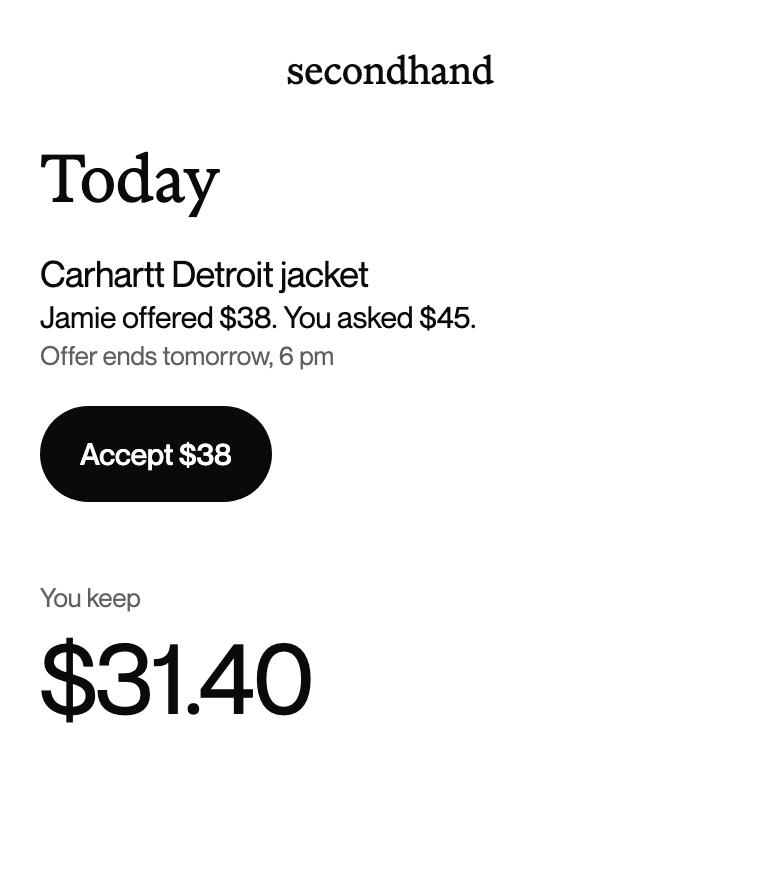 secondhand
Today
Carhartt Detroit jacket
Jamie offered $38. You asked $45.
Offer ends tomorrow, 6 pm
Accept $38
You keep
$31.40